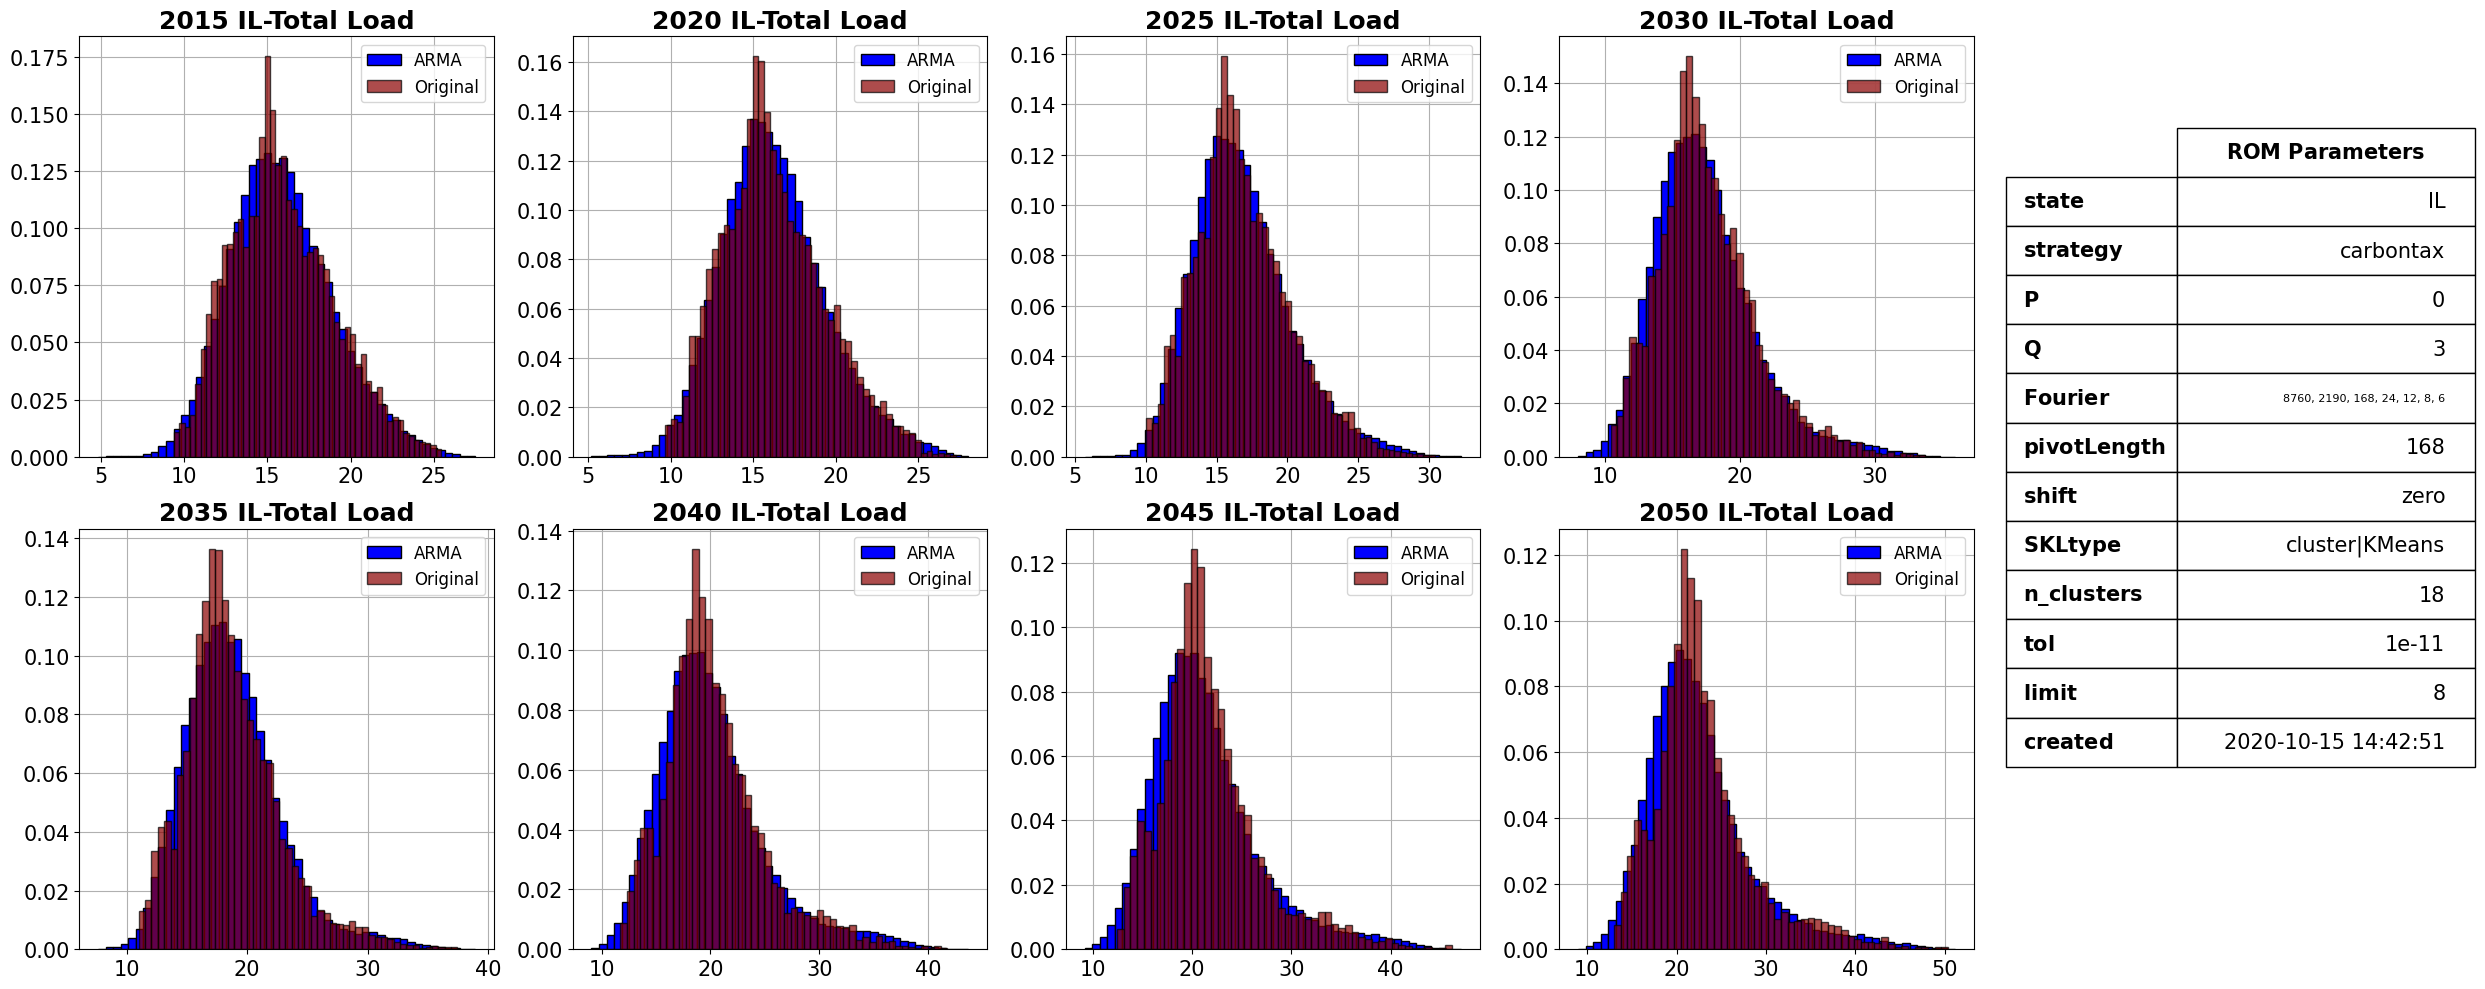 2015 IL-Total Load
ARMA
Original
0.175
0.150
0.125
0.100
0.075
0.050
0.025
0.000
5 10 15 20 25
2020 IL-Total Load
ARMA
Original
0.16
0.14
0.12
0.10
0.08
0.06
0.04
0.02
0.00
5 10 15 20 25
2025 IL-Total Load
ARMA
Original
0.16
0.14
0.12
0.10
0.08
0.06
0.04
0.02
0.00
5 10 15 20 25 30
2030 IL-Total Load
ARMA
Original
0.14
0.12
0.10
0.08
0.06
0.04
0.02
0.00
10 20 30
2035 IL-Total Load
ARMA
Original
0.14
0.12
0.10
0.08
0.06
0.04
0.02
0.00
10 20 30 40
2040 IL-Total Load
ARMA
Original
0.14
0.12
0.10
0.08
0.06
0.04
0.02
0.00
10 20 30 40
2045 IL-Total Load
ARMA
Original
0.12
0.10
0.08
0.06
0.04
0.02
0.00
10 20 30 40
2050 IL-Total Load
ARMA
Original
0.12
0.10
0.08
0.06
0.04
0.02
0.00
10 20 30 40 50
ROM Parameters
state IL
strategy carbontax
P 0
Q 3
Fourier 8760, 2190, 168, 24, 12, 8, 6
pivotLength 168
shift zero
SKLtype cluster|KMeans
n_clusters 18
tol 1e-11
limit 8
created 2020-10-15 14:42:51